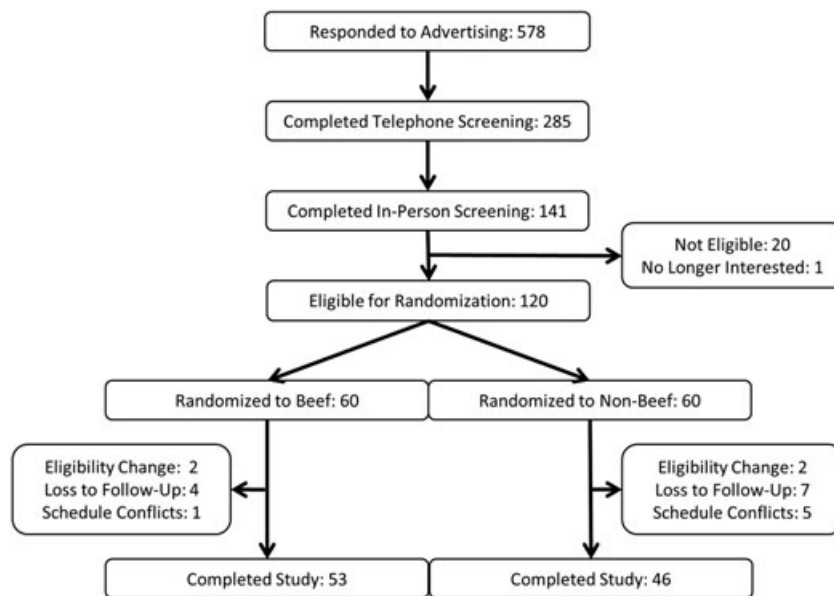 Responded to Advertising: 578
Completed Telephone Screening: 285
Completed In-Person Screening: 141
Not Eligible: 20
No Longer Interested: 1
Eligible for Randomization: 120
Randomized to Beef: 60
Randomized to Non-Beef: 60
Eligibility Change: 2
Loss to Follow-Up: 4
Schedule Conflicts: 1
Eligibility Change: 2
Loss to Follow-Up: 7
Schedule Conflicts: 5
Completed Study: 53
Completed Study: 46